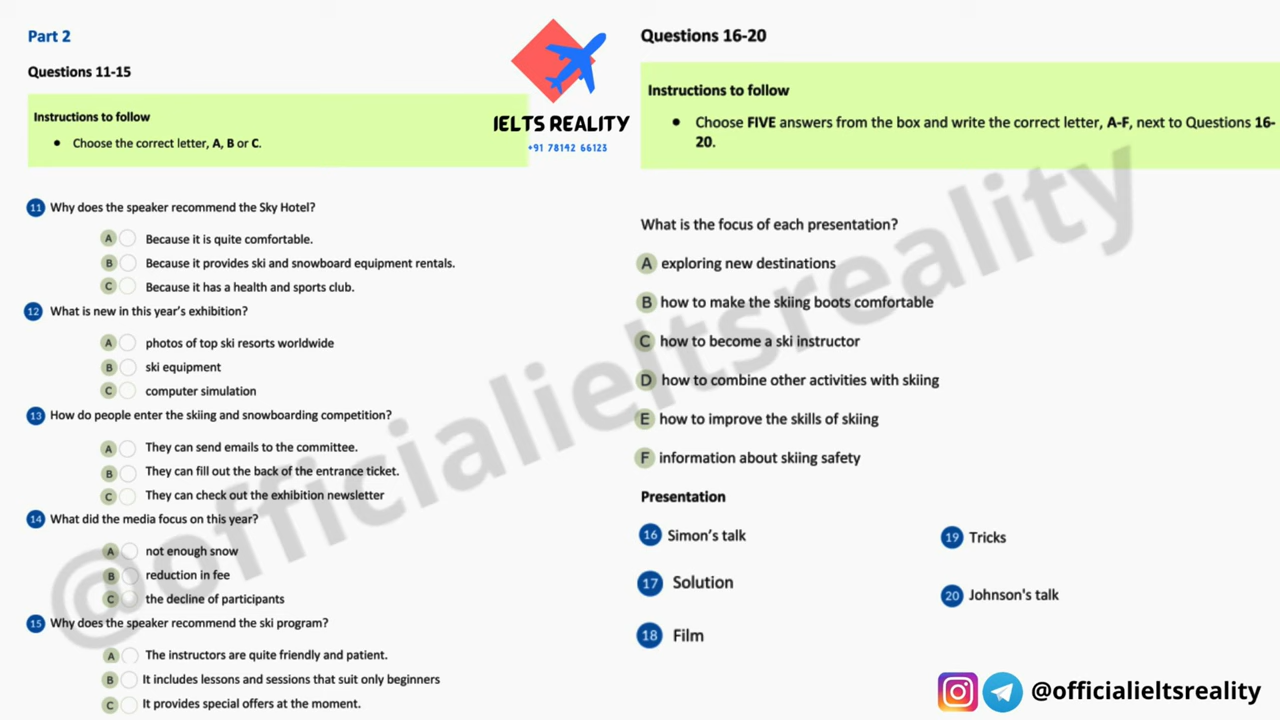 Part 2
Questions 11-15
Instructions to follow
• Choose the correct letter, A, B or C.
11 Why does the speaker recommend the Sky Hotel?
A Because it is quite comfortable.
B Because it provides ski and snowboard equipment rentals.
C Because it has a health and sports club.
12 What is new in this year's exhibition?
A photos of top ski resorts worldwide
B ski equipment
C computer simulation
13 How do people enter the skiing and snowboarding competition?
A They can send emails to the committee.
B They can fill out the back of the entrance ticket.
C They can check out the exhibition newsletter
14 What did the media focus on this year?
A not enough snow
B reduction in fee
C the decline of participants
15 Why does the speaker recommend the ski program?
A The instructors are quite friendly and patient.
B It includes lessons and sessions that suit only beginners
C It provides special offers at the moment.
IELTS REALITY
+91 78142 66123
Questions 16-20
Instructions to follow
• Choose FIVE answers from the box and write the correct letter, A-F, next to Questions 16-
20.
What is the focus of each presentation?
A exploring new destinations
B how to make the skiing boots comfortable
C how to become a ski instructor
D how to combine other activities with skiing
E how to improve the skills of skiing
F information about skiing safety
Presentation
16 Simon's talk
17 Solution
18 Film
19 Tricks
20 Johnson's talk
@officialieltsreality
@officialieltsreality